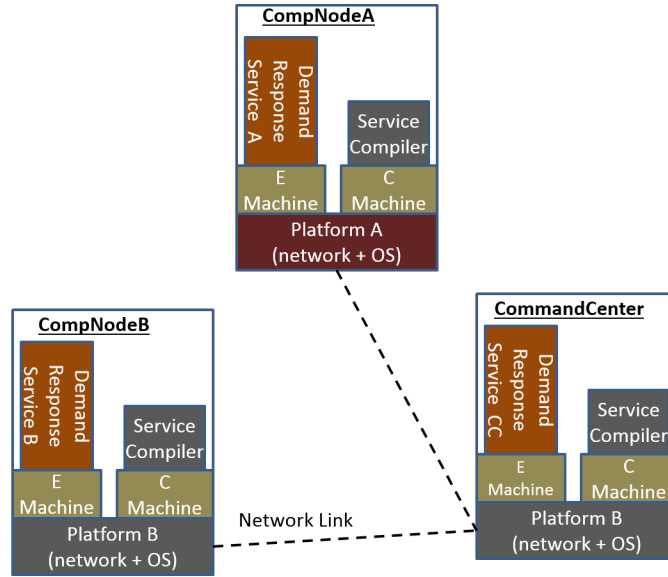 CompNodeA
Demand
Response
Service A
Service
Compiler
E
Machine
C
Machine
Platform A
(network + OS)
CompNodeB
Demand
Response
Service B
Service
Compiler
E
Machine
C
Machine
Platform B
(network + OS)
Network Link
CommandCenter
Demand
Response
Service CC
Service
Compiler
E
Machine
C
Machine
Platform B
(network + OS)